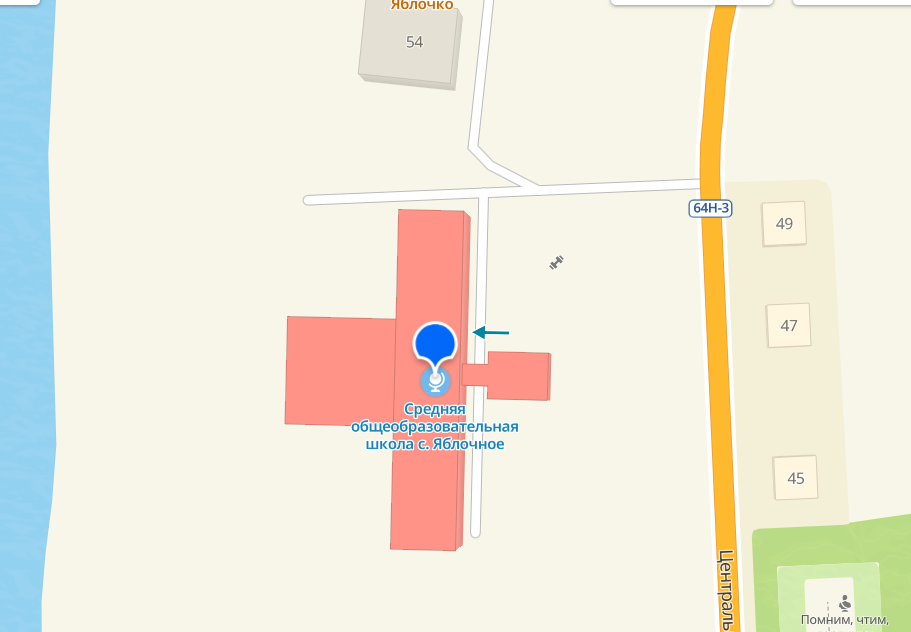 Яблочко
54
64Н-3
49
47
Средняя
общеобразовательная
школа с. Яблочное
45
Централь
Помним, чтим,